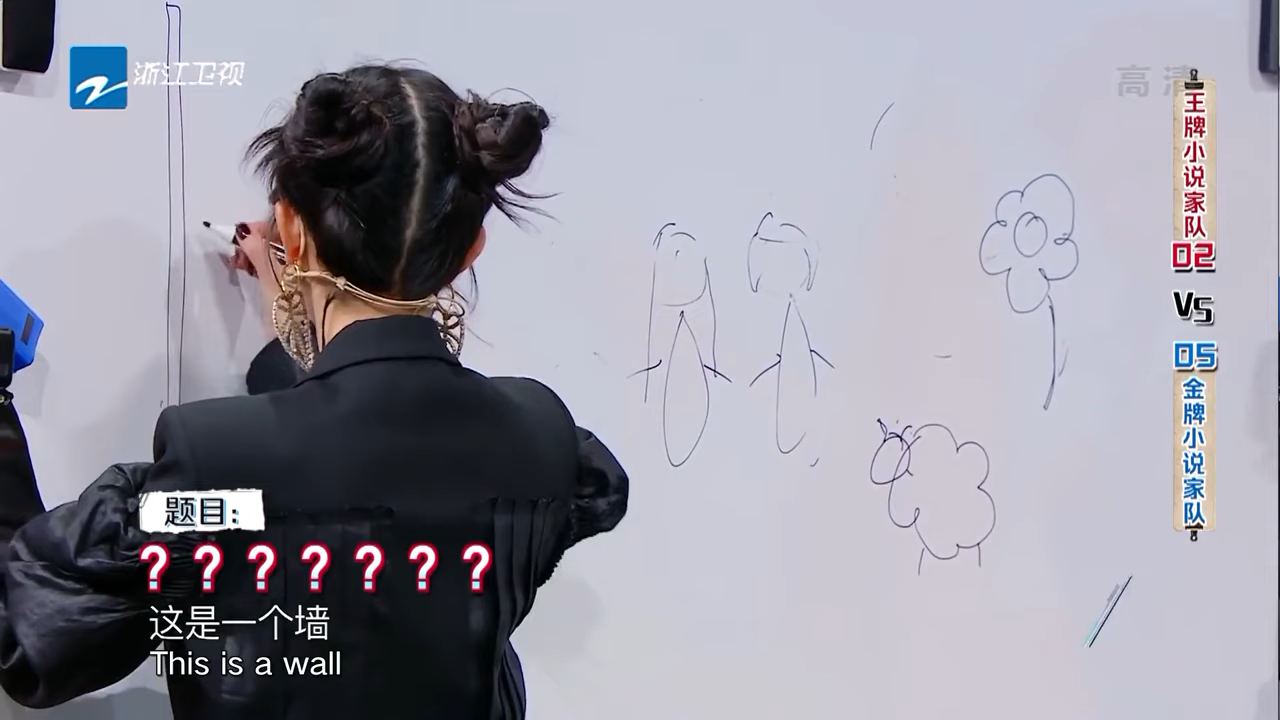 浙江卫视
高清
王牌小说家队
02
VS
05
金牌小说家队
题目:
???????
这是一个墙
This is a wall